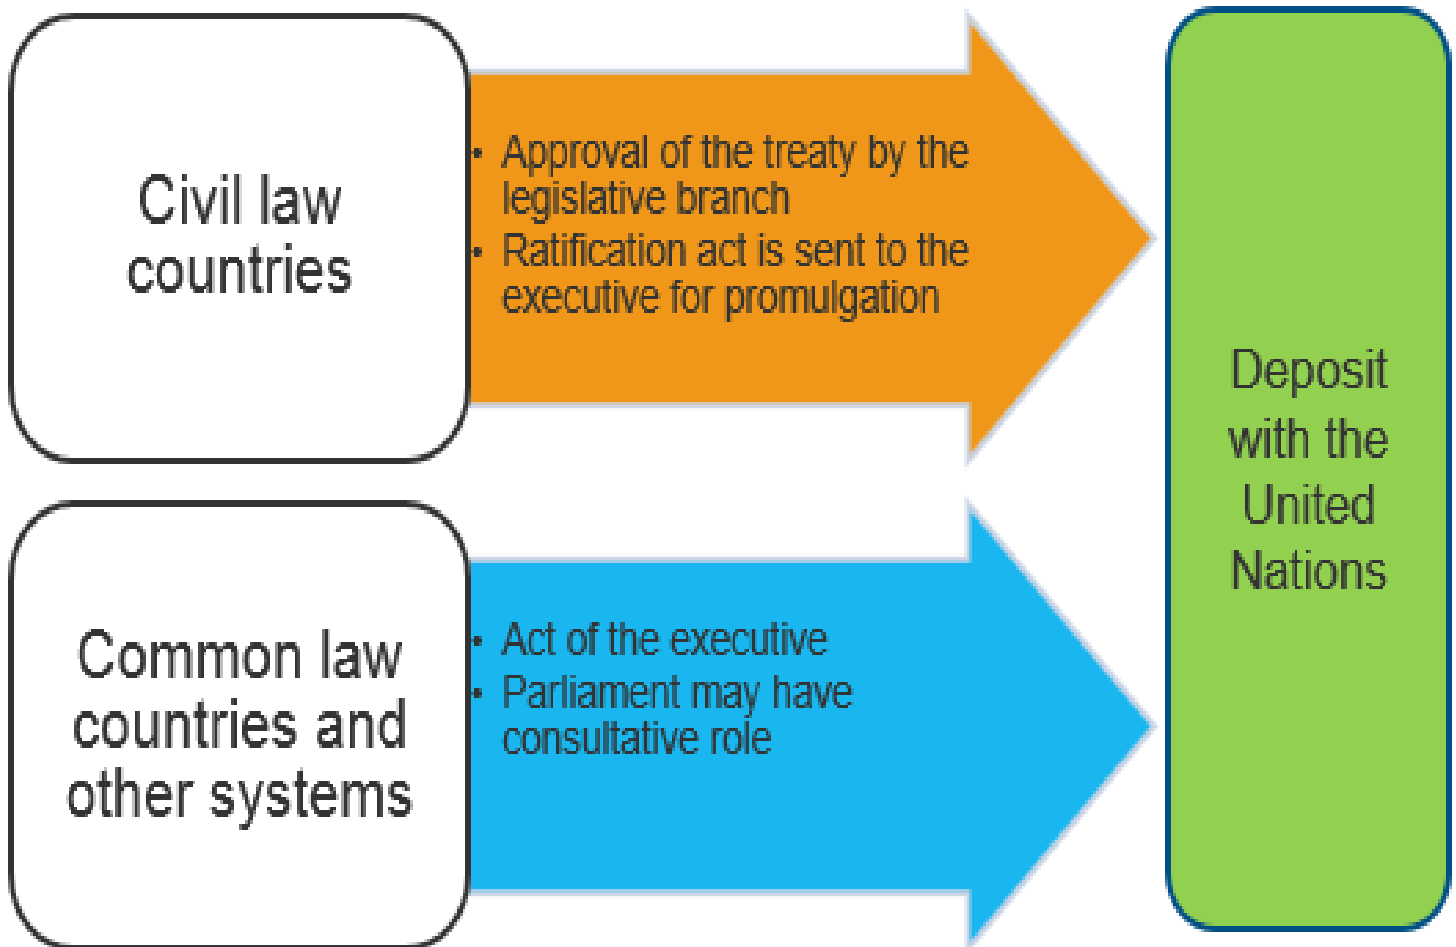 Civil law
countries
• Approval of the treaty by the
legislative branch
• Ratification act is sent to the
executive for promulgation
Common law
countries and
other systems
• Act of the executive
• Parliament may have
consultative role
Deposit
with the
United
Nations